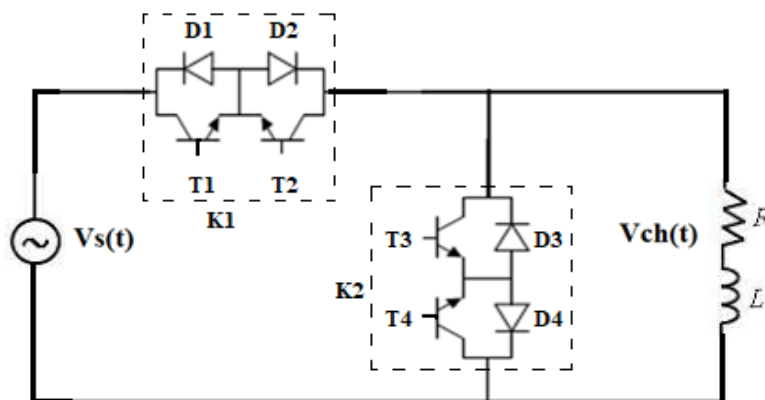 D1 D2
T1 T2
K1
Vs(t)
T3 D3
K2
T4 D4
Vch(t)
R
L